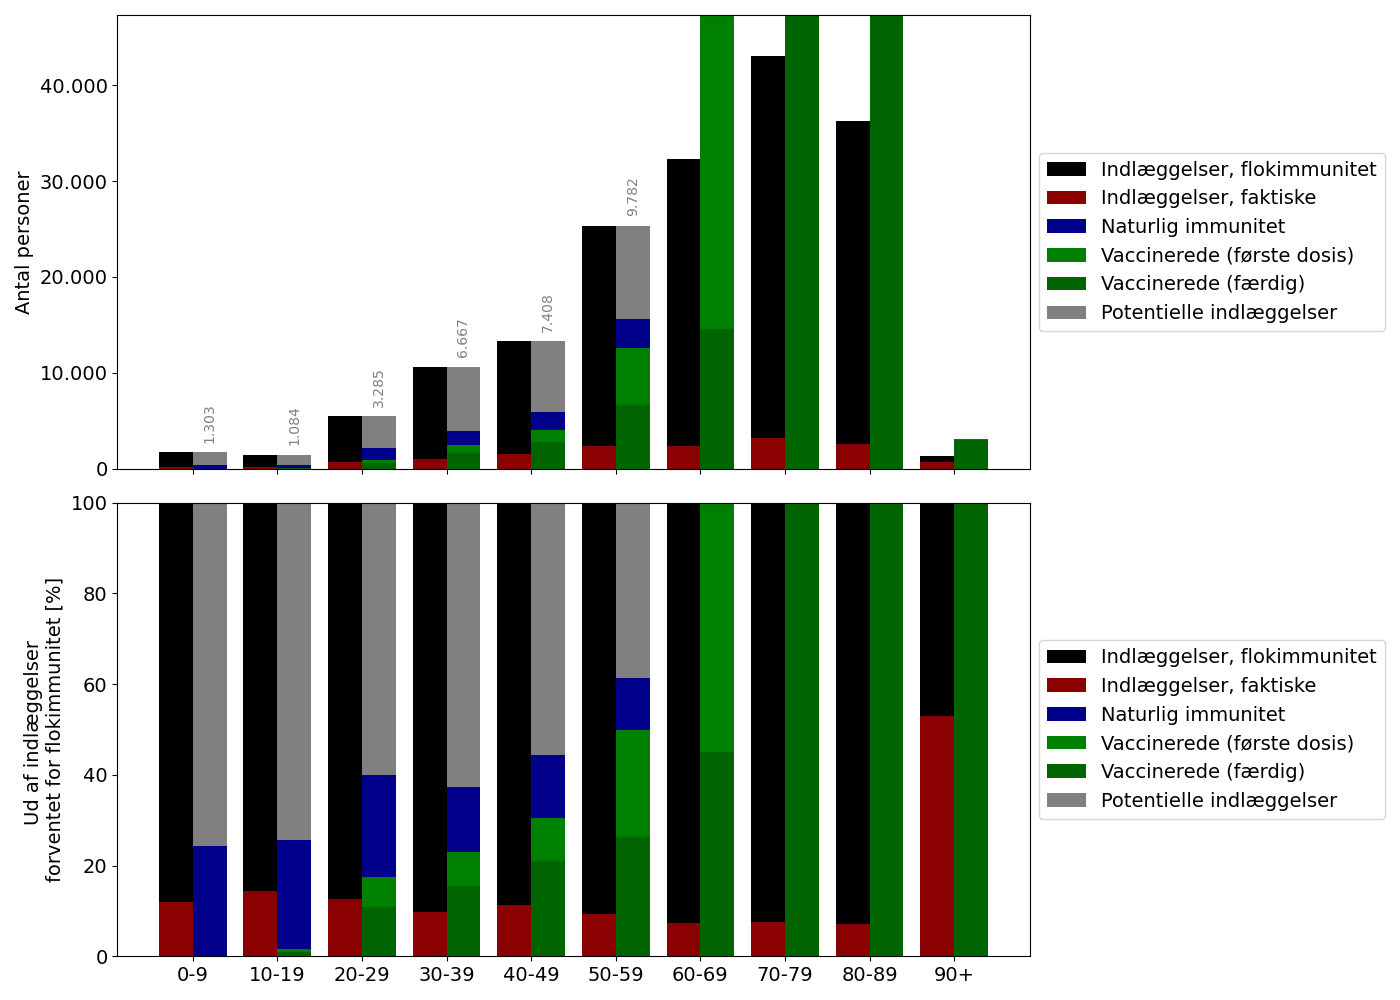 Antal personer
40.000
30.000
20.000
10.000
0
1.303
1.084
3.285
6.667
7.408
9.782
Indlæggelser, flokimmunitet
Indlæggelser, faktiske
Naturlig immunitet
Vaccinerede (første dosis)
Vaccinerede (færdig)
Potentielle indlæggelser
Ud af indlæggelser
forventet for flokimmunitet [%]
100
80
60
40
20
0
0-9
10-19
20-29
30-39
40-49
50-59
60-69
70-79
80-89
90+
Indlæggelser, flokimmunitet
Indlæggelser, faktiske
Naturlig immunitet
Vaccinerede (første dosis)
Vaccinerede (færdig)
Potentielle indlæggelser